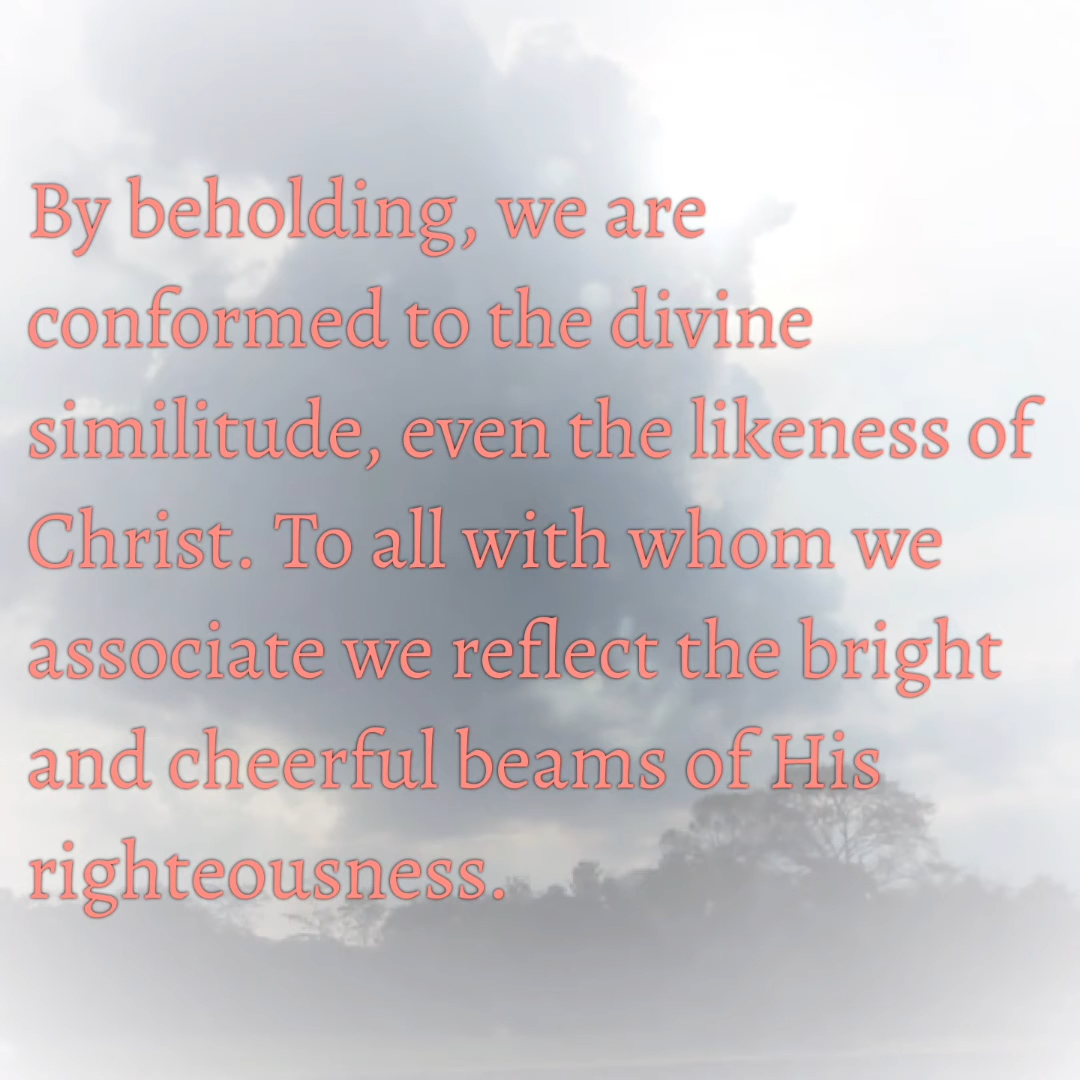 By beholding, we are
conformed to the divine
similitude, even the likeness of
Christ. To all with whom we
associate we reflect the bright
and cheerful beams of His
righteousness.